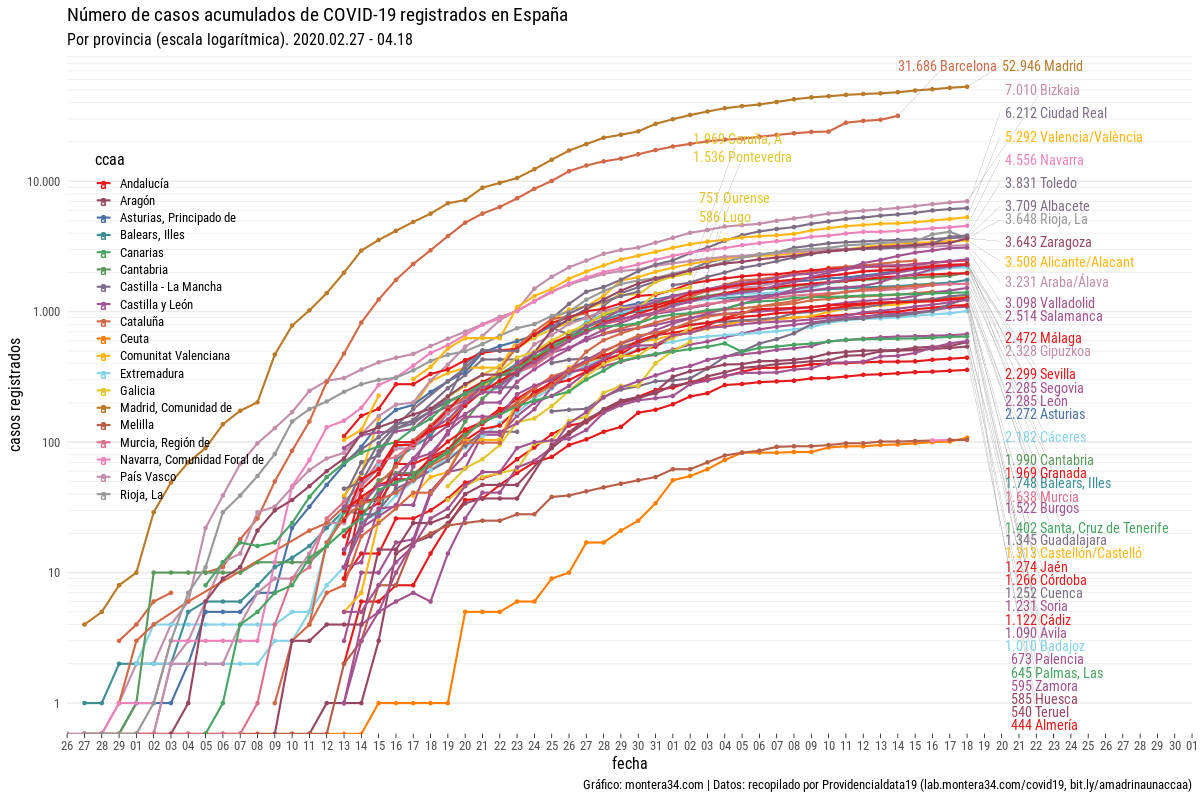 Número de casos acumulados de COVID-19 registrados en España
Por provincia (escala logarítmica). 2020.02.27 - 04.18
31.686 Barcelona
52.946 Madrid
7.010 Bizkaia
6.212 Ciudad Real
5.292 Valencia/València
4.556 Navarra
3.831 Toledo
3.709 Albacete
3.648 Rioja, La
3.643 Zaragoza
3.508 Alicante/Alacant
3.231 Araba/Álava
3.098 Valladolid
2.514 Salamanca
2.472 Málaga
2.328 Gipuzkoa
2.299 Sevilla
2.285 Segovia
2.285 León
2.272 Asturias
2.182 Cáceres
1.990 Cantabria
1.969 Granada
1.748 Balears, Illes
1.638 Murcia
1.522 Burgos
1.402 Santa, Cruz de Tenerife
1.345 Guadalajara
1.313 Castellón/Castelló
1.274 Jaén
1.266 Córdoba
1.252 Cuenca
1.231 Soria
1.122 Cádiz
1.090 Ávila
1.010 Badajoz
673 Palencia
645 Palmas, Las
595 Zamora
585 Huesca
540 Teruel
444 Almería
1.969 Coruña, A
1.536 Pontevedra
751 Ourense
586 Lugo
ccaa
Andalucía
Aragón
Asturias, Principado de
Balears, Illes
Canarias
Cantabria
Castilla - La Mancha
Castilla y León
Cataluña
Ceuta
Comunitat Valenciana
Extremadura
Galicia
Madrid, Comunidad de
Melilla
Murcia, Región de
Navarra, Comunidad Foral de
País Vasco
Rioja, La
casos registrados
10.000
1.000
100
10
1
26 27 28 29 01 02 03 04 05 06 07 08 09 10 11 12 13 14 15 16 17 18 19 20 21 22 23 24 25 26 27 28 29 30 31 01 02 03 04 05 06 07 08 09 10 11 12 13 14 15 16 17 18 19 20 21 22 23 24 25 26 27 28 29 30 01
fecha
Gráfico: montera34.com | Datos: recopilado por Providencialdata19 (lab.montera34.com/covid19, bit.ly/amadrinaunaccaa)